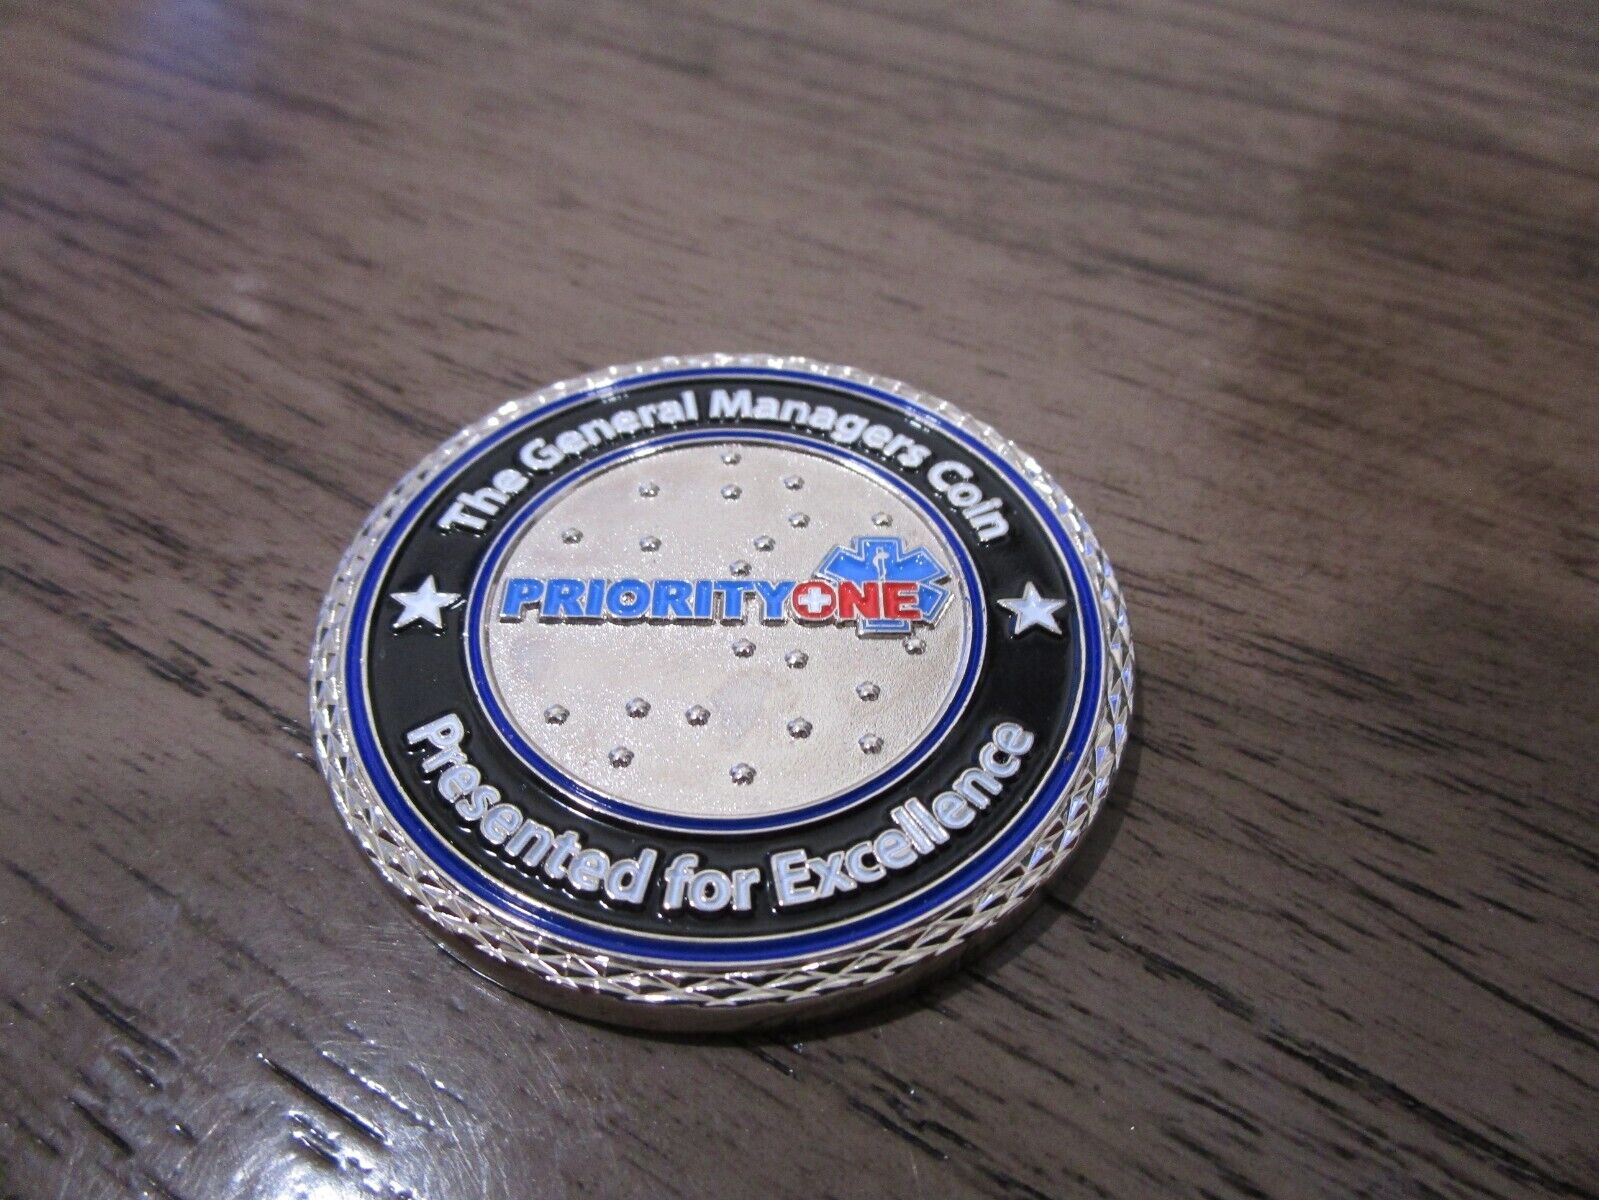 The General Managers Coin
PRIORITYONE
Presented for Excellence